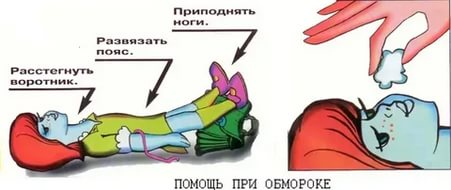 Приподнять
ноги.
Развязать
пояс.
Расстегнуть
воротник.
ПОМОЩЬ ПРИ ОБМОРОКЕ